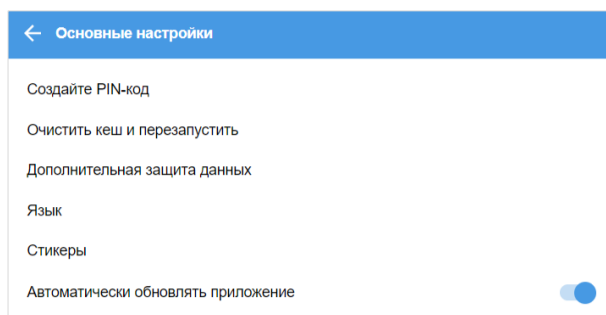 Основные настройки
Создайте PIN-код
Очистить кеш и перезапустить
Дополнительная защита данных
Язык
Стикеры
Автоматически обновлять приложение